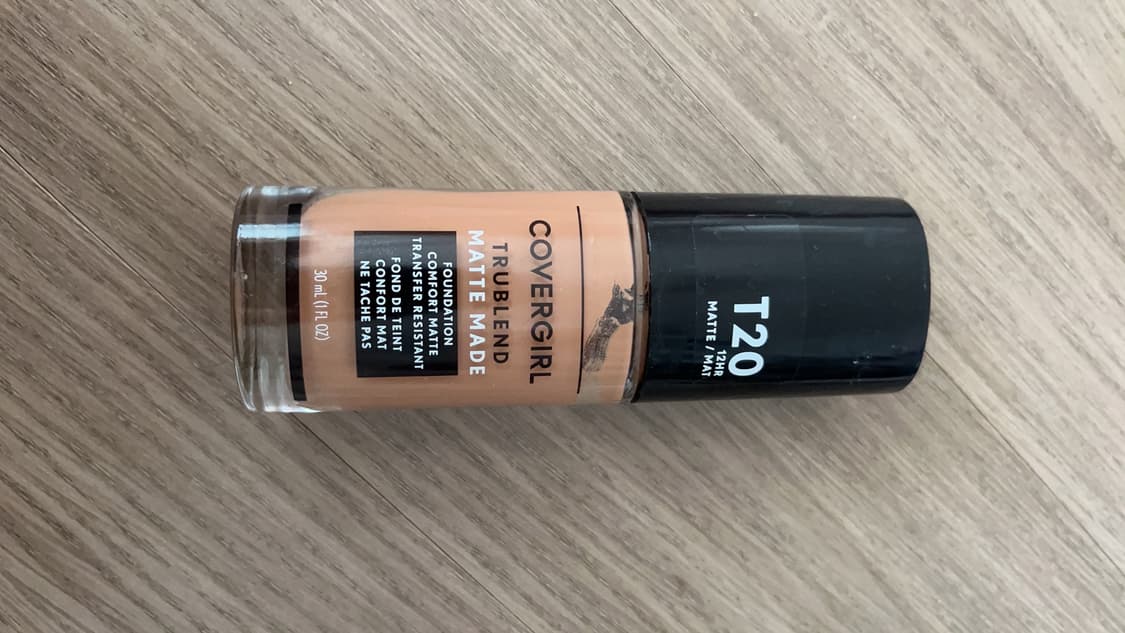 COVERGIRL
TRUBLEND
MATTE MADE
FOUNDATION
COMFORT MATTE
TRANSFER RESISTANT
FOND DE TEINT
CONFORT MAT
NE TACHE PAS
30 mL (1 FL OZ)
T20
12HR
MATTE / MAT